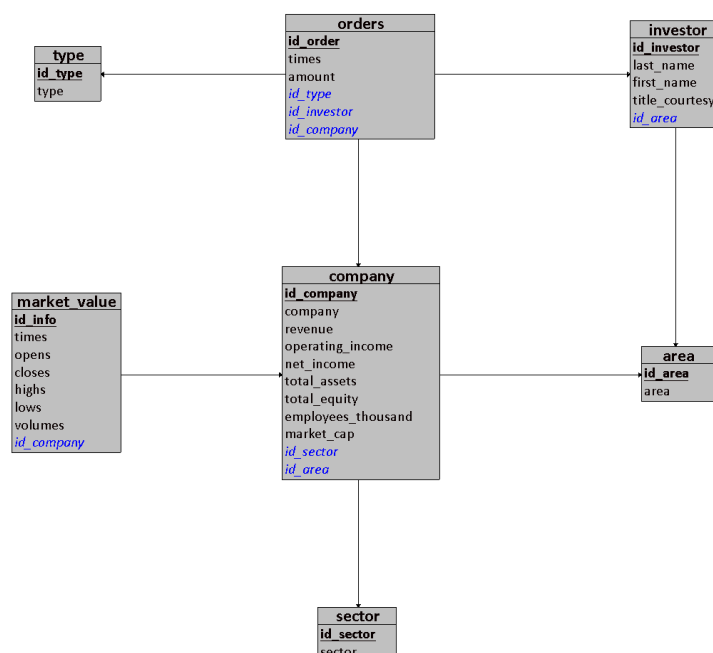 orders
id_order
times
amount
id_type
id_investor
id_company
investor
id_investor
last_name
first_name
title_courtesy
id_area
type
id_type
type
company
id_company
company
revenue
operating_income
net_income
total_assets
total_equity
employees_thousand
market_cap
id_sector
id_area
market_value
id_info
times
opens
closes
highs
lows
volumes
id_company
area
id_area
area
sector
id_sector
sector